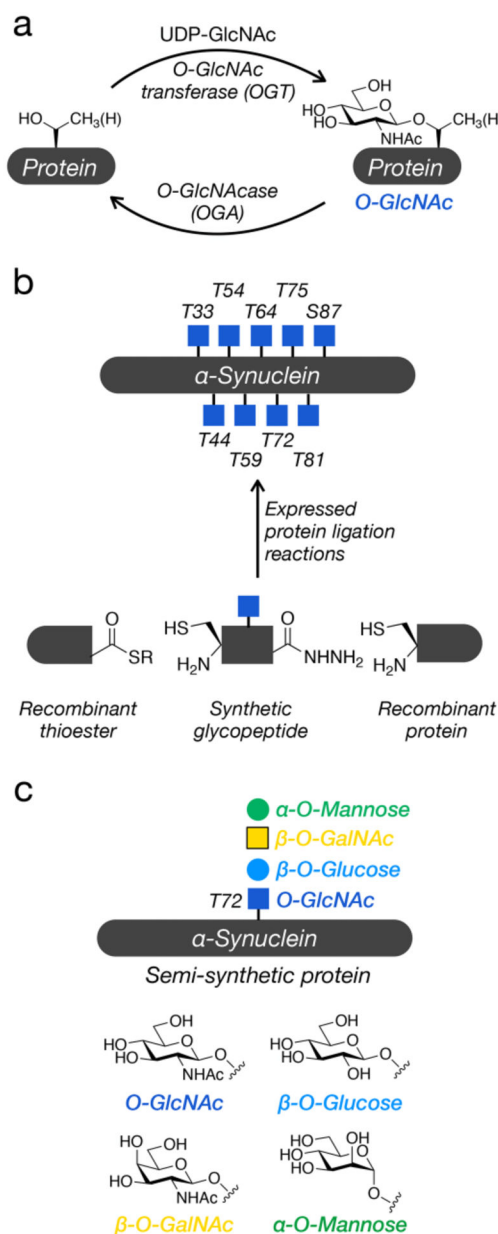 a
UDP-GlcNAc
O-GlcNAc
transferase (OGT)
HO
CH3(H)
Protein
OH
HO
HO
O
O
NHAc
CH3(H
Protein
O-GlcNAc
O-GlcNAcase
(OGA)
b
T54 T75
T33 T64 S87
α-Synuclein
T44 T72
T59 T81
Expressed
protein ligation
reactions
O
SR
HS
H2N
O
NHNH2
HS
H2N
Recombinant
thioester
Synthetic
glycopeptide
Recombinant
protein
c
α-O-Mannose
β-O-GalNAc
β-O-Glucose
T72 O-GlcNAc
α-Synuclein
Semi-synthetic protein
OH
HO
HO
O
O
NHAc
O-GlcNAc
OH
HO
HO
O
O
OH
β-O-Glucose
HO
OH
HO
O
O
NHAc
β-O-GalNAc
HO
OH
HO
HO
O
O
α-O-Mannose